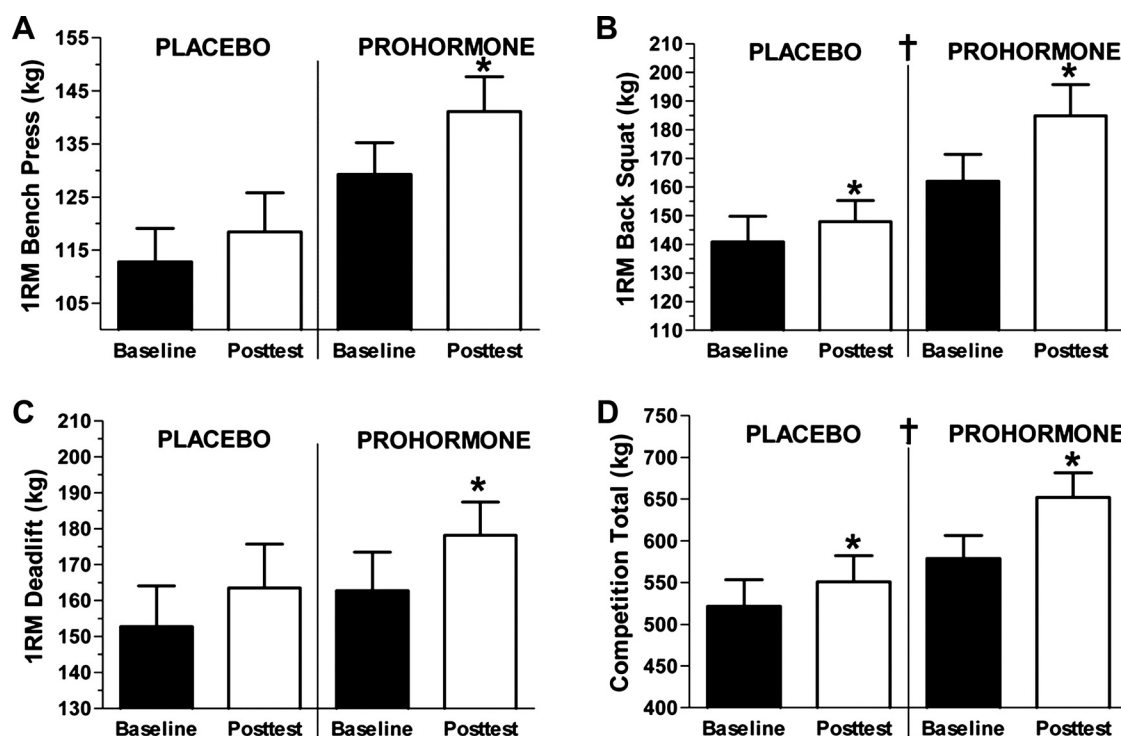 A
1RM Bench Press (kg)
155
145
135
125
115
105
PLACEBO
PROHORMONE
*
Baseline
Posttest
Baseline
Posttest
B
1RM Back Squat (kg)
210
200
190
180
170
160
150
140
130
120
110
PLACEBO
†
PROHORMONE
*
*
Baseline
Posttest
Baseline
Posttest
C
1RM Deadlift (kg)
210
200
190
180
170
160
150
140
130
PLACEBO
PROHORMONE
*
Baseline
Posttest
Baseline
Posttest
D
Competition Total (kg)
750
700
650
600
550
500
450
400
PLACEBO
†
PROHORMONE
*
*
Baseline
Posttest
Baseline
Posttest